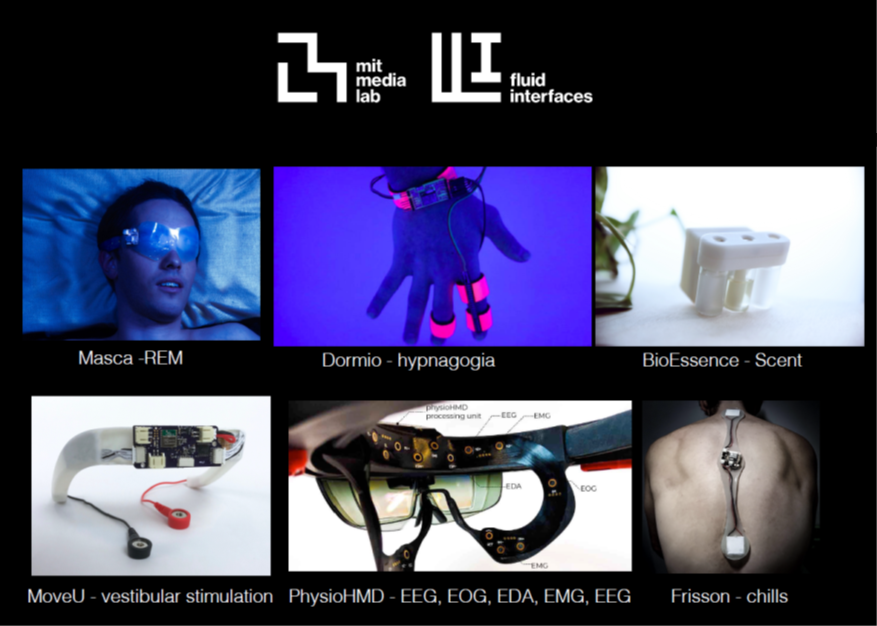 mit
media
lab
fluid
interfaces
Masca -REM
Dormio - hypnagogia
BioEssence - Scent
physioHMD
processing unit
EEG
EMG
EDA
EOG
EMG
MoveU - vestibular stimulation
PhysioHMD - EEG, EOG, EDA, EMG, EEG
Frisson - chills